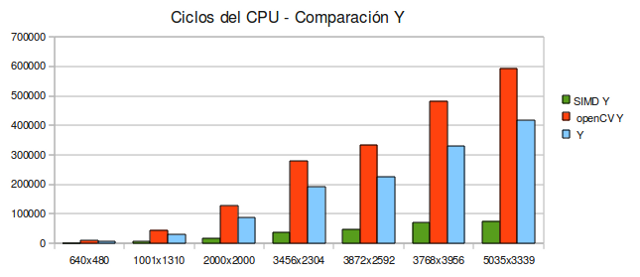 Ciclos del CPU - Comparación Y
700000
600000
500000
400000
300000
200000
100000
0
640x480 1001x1310 2000x2000 3456x2304 3872x2592 3768x3956 5035x3339
SIMD Y
openCV Y
Y